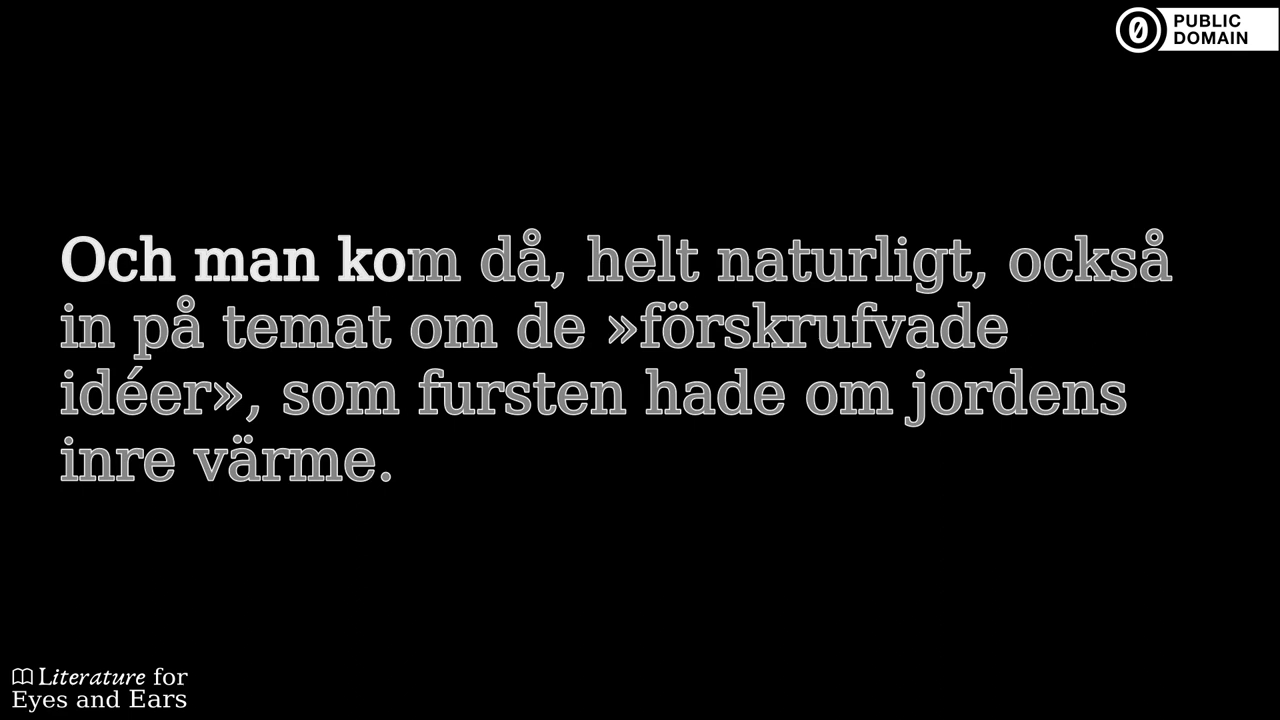 PUBLIC
DOMAIN
Och man kom då, helt naturligt, också
in på temat om de »förskrufvade
idéer», som fursten hade om jordens
inre värme.
Literature for
Eyes and Ears